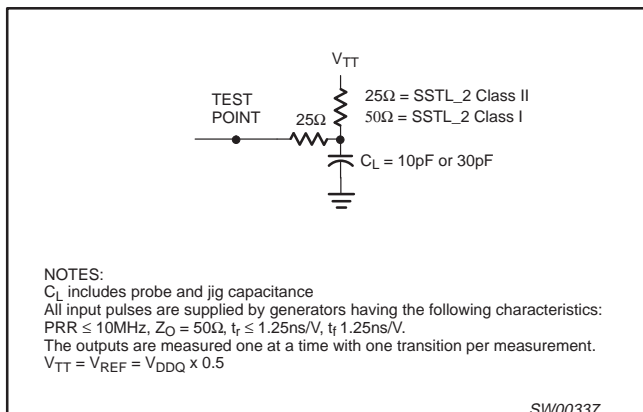 VTT
25Ω = SSTL_2 Class II
50Ω = SSTL_2 Class I
TEST
POINT
25Ω
CL = 10pF or 30pF
NOTES:
CL includes probe and jig capacitance
All input pulses are supplied by generators having the following characteristics:
PRR ≤ 10MHz, ZO = 50Ω, tr ≤ 1.25ns/V, tf 1.25ns/V.
The outputs are measured one at a time with one transition per measurement.
VTT = VREF = VDDQ x 0.5
SW00337